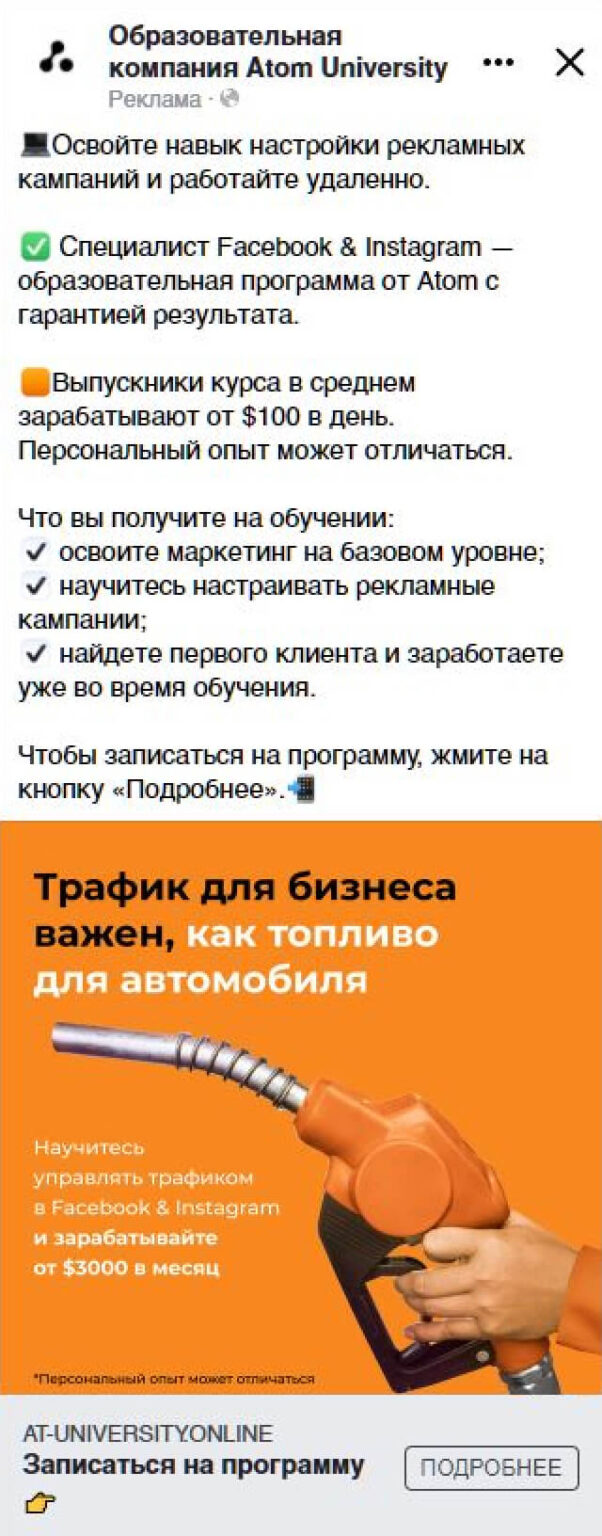 Образовательная
компания Atom University
Реклама ·
💻Освойте навык настройки рекламных
кампаний и работайте удаленно.
✅ Специалист Facebook & Instagram —
образовательная программа от Atom с
гарантией результата.
🟧Выпускники курса в среднем
зарабатывают от $100 в день.
Персональный опыт может отличаться.
Что вы получите на обучении:
✔ освоите маркетинг на базовом уровне;
✔ научитесь настраивать рекламные
кампании;
✔ найдете первого клиента и заработаете
уже во время обучения.
Чтобы записаться на программу, жмите на
кнопку «Подробнее».📲
Трафик для бизнеса
важен, как топливо
для автомобиля
Научитесь
управлять трафиком
в Facebook & Instagram
и зарабатывайте
от $3000 в месяц
*Персональный опыт может отличаться
AT-UNIVERSITY.ONLINE
Записаться на программу
👉
ПОДРОБНЕЕ